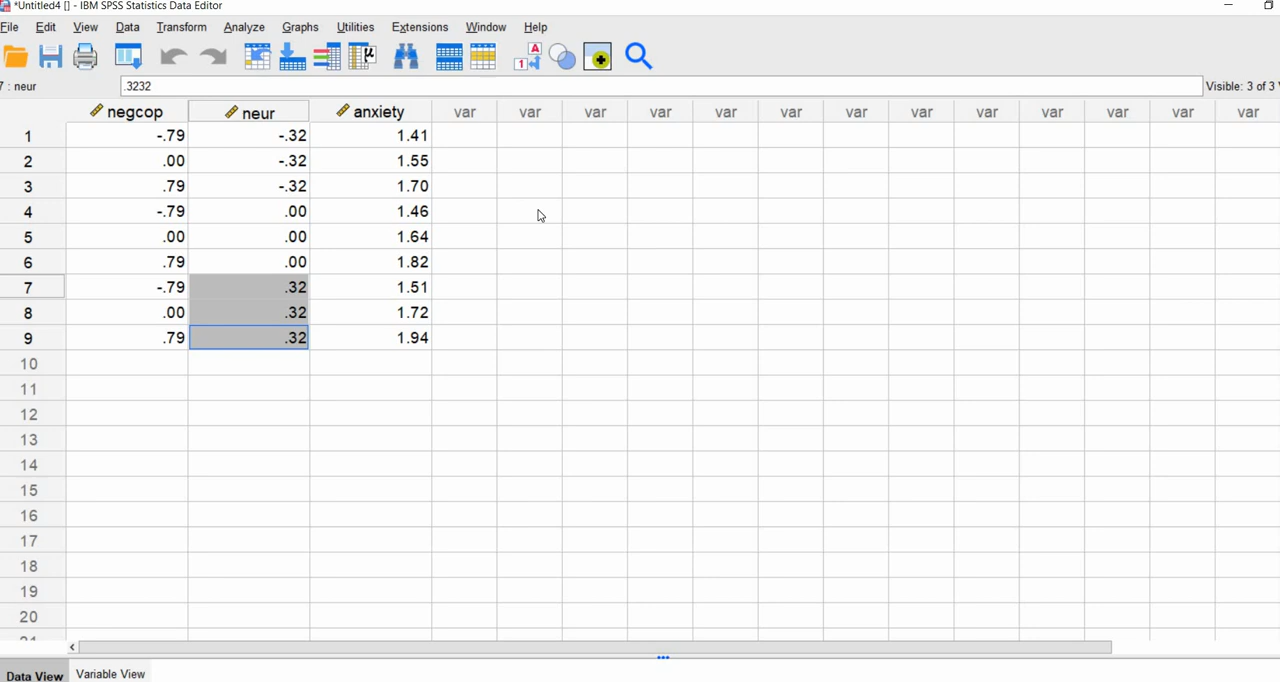 *Untitled4 [] - IBM SPSS Statistics Data Editor
File Edit View Data Transform Graphs Analyze Utilities Extensions Window Help
7 : neur .3232 Visible: 3 of 3
negcop neur anxiety var var var var var var var var var var var var var
1 -.79 -.32 1.41
2 .00 -.32 1.55
3 .79 -.32 1.70
4 -.79 .00 1.46
5 .00 .00 1.64
6 .79 .00 1.82
7 -.79 .32 1.51
8 .00 .32 1.72
9 .79 .32 1.94
10
11
12
13
14
15
16
17
18
19
20
Data View Variable View